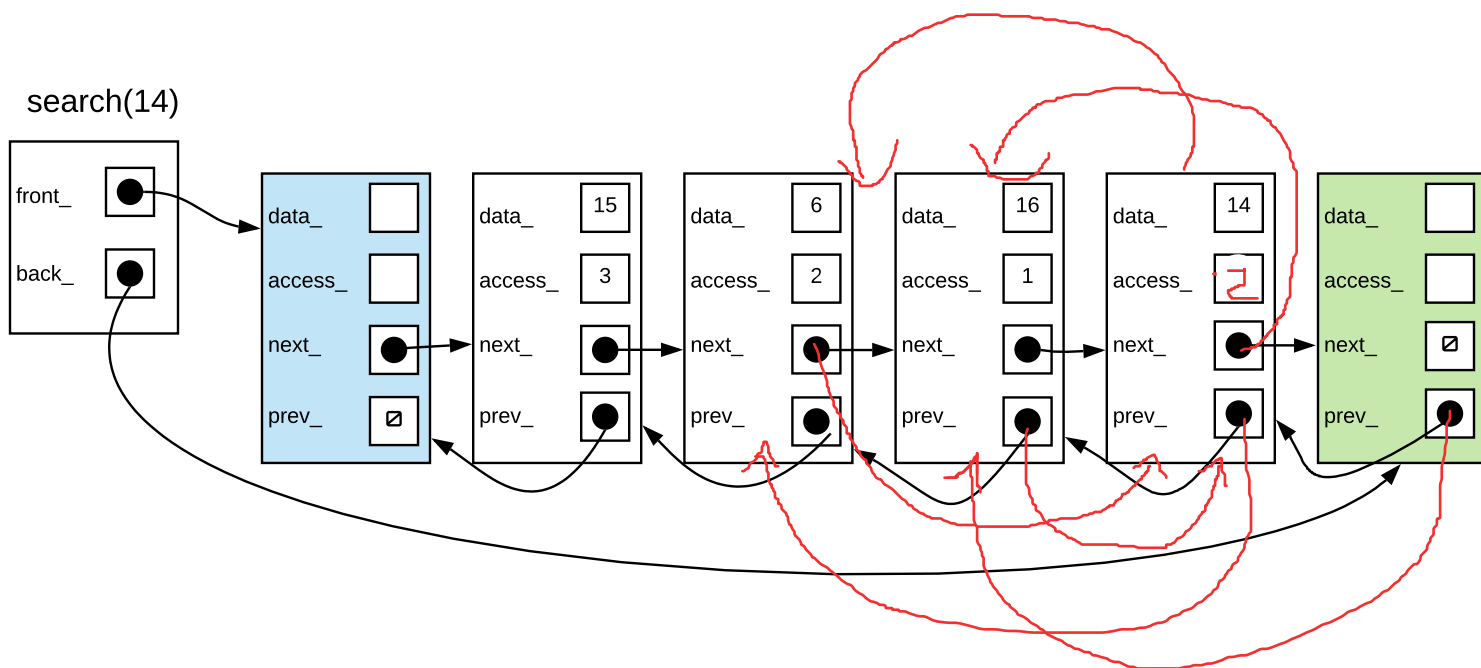 search(14)
front_
back_
data_
access_
next_
prev_
data_ 15
access_ 3
next_
prev_
data_ 6
access_ 2
next_
prev_
data_ 16
access_ 1
next_
prev_
data_ 14
access_ 2
next_
prev_
data_
access_
next_
prev_